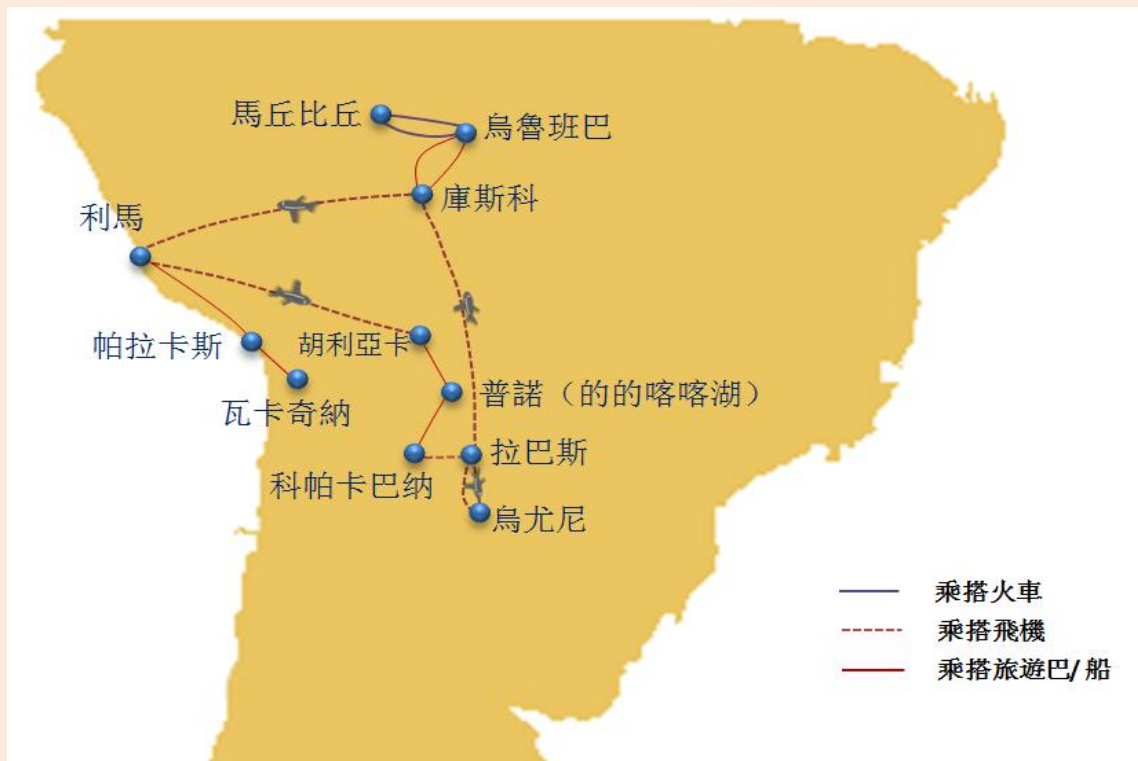 馬丘比丘
烏魯班巴
庫斯科
利馬
帕拉卡斯
胡利亞卡
瓦卡奇納
普諾（的的喀喀湖）
拉巴斯
科帕卡巴纳
烏尤尼
乘搭火車
乘搭飛機
乘搭旅遊巴/船